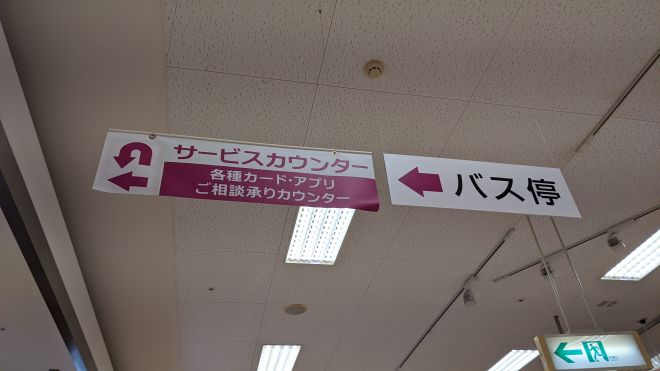 サービスカウンター
各種カード・アプリ
ご相談承りカウンター
バス停